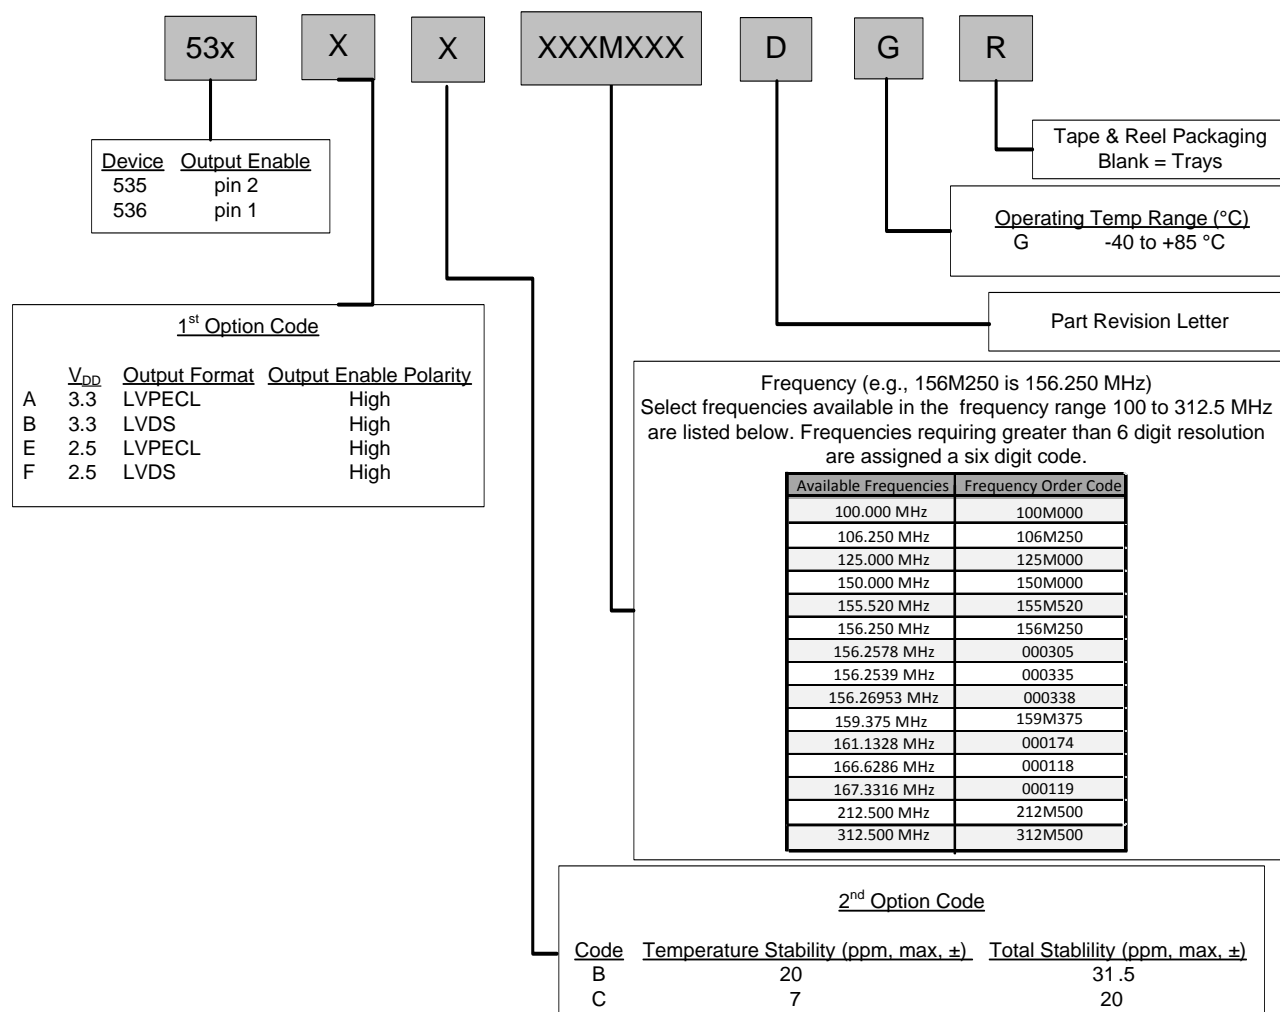 53x X X XXXMXXX D G R
Device Output Enable
535 pin 2
536 pin 1
Tape & Reel Packaging
Blank = Trays
Operating Temp Range (°C)
G -40 to +85 °C
Part Revision Letter
1st Option Code
VDD Output Format Output Enable Polarity
A 3.3 LVPECL High
B 3.3 LVDS High
E 2.5 LVPECL High
F 2.5 LVDS High
Frequency (e.g., 156M250 is 156.250 MHz)
Select frequencies available in the frequency range 100 to 312.5 MHz
are listed below. Frequencies requiring greater than 6 digit resolution
are assigned a six digit code.
Available Frequencies Frequency Order Code
100.000 MHz 100M000
106.250 MHz 106M250
125.000 MHz 125M000
150.000 MHz 150M000
155.520 MHz 155M520
156.250 MHz 156M250
156.2578 MHz 000305
156.2539 MHz 000335
156.26953 MHz 000338
159.375 MHz 159M375
161.1328 MHz 000174
166.6286 MHz 000118
167.3316 MHz 000119
212.500 MHz 212M500
312.500 MHz 312M500
2nd Option Code
Code Temperature Stability (ppm, max, ±) Total Stablility (ppm, max, ±)
B 20 31.5
C 7 20